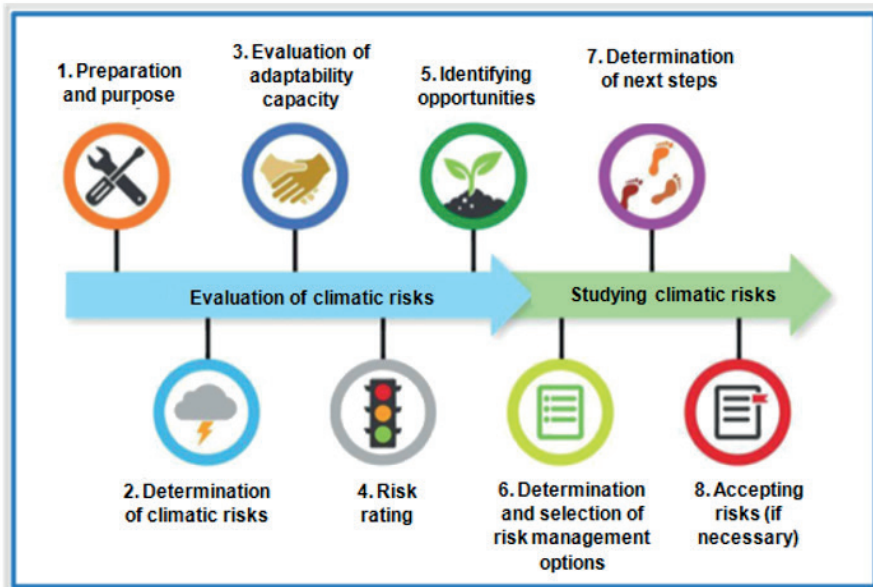 1. Preparation
and purpose
3. Evaluation of
adaptability
capacity
5. Identifying
opportunities
7. Determination
of next steps
Evaluation of climatic risks
Studying climatic risks
2. Determination
of climatic risks
4. Risk
rating
6. Determination
and selection of
risk management
options
8. Accepting
risks (if
necessary)